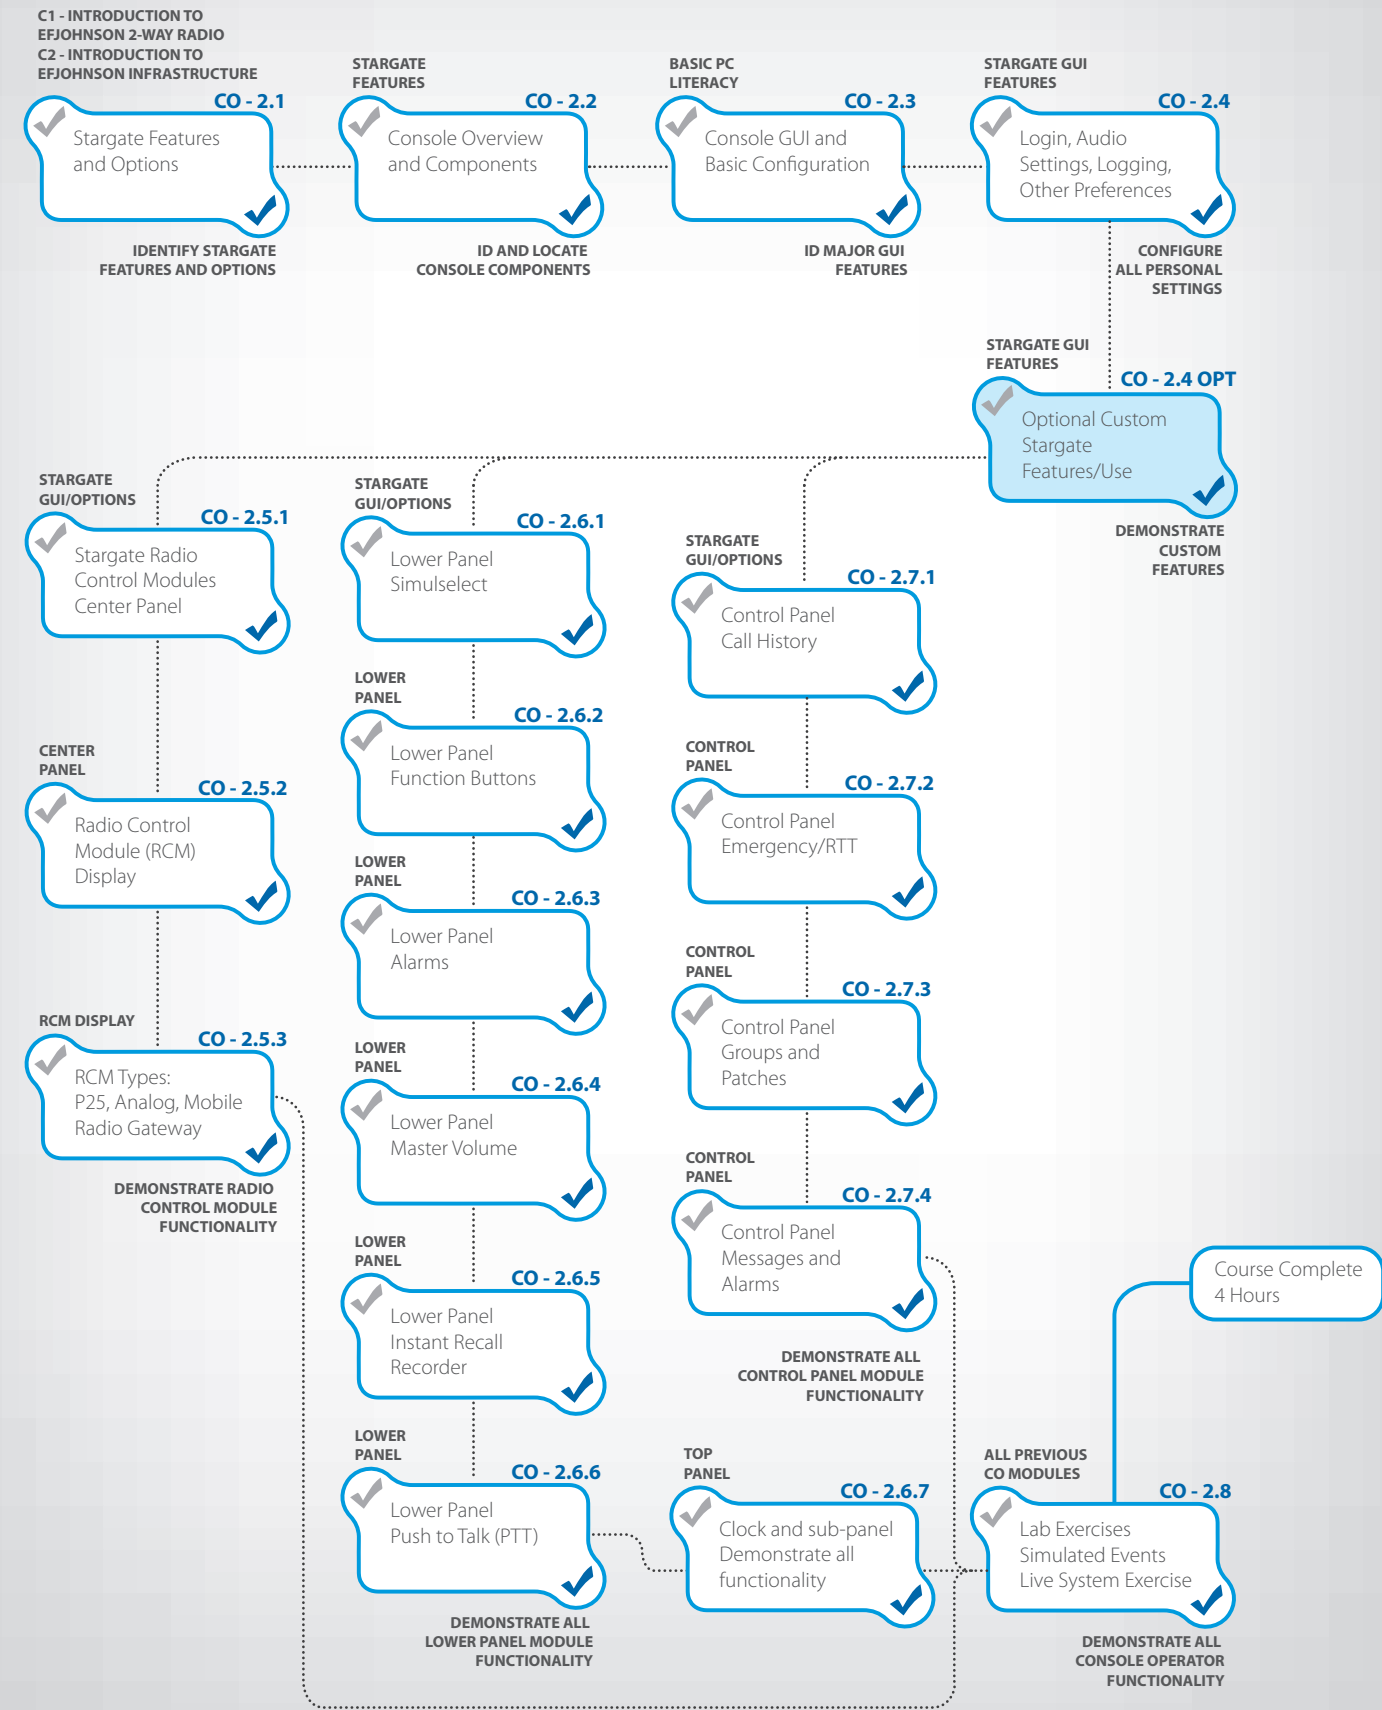 C1 - INTRODUCTION TO
EFJOHNSON 2-WAY RADIO
C2 - INTRODUCTION TO
EFJOHNSON INFRASTRUCTURE
CO - 2.1
Stargate Features
and Options
IDENTIFY STARGATE
FEATURES AND OPTIONS
STARGATE
FEATURES
CO - 2.2
Console Overview
and Components
ID AND LOCATE
CONSOLE COMPONENTS
BASIC PC
LITERACY
CO - 2.3
Console GUI and
Basic Configuration
ID MAJOR GUI
FEATURES
STARGATE GUI
FEATURES
CO - 2.4
Login, Audio
Settings, Logging,
Other Preferences
CONFIGURE
ALL PERSONAL
SETTINGS
STARGATE GUI
FEATURES
CO - 2.4 OPT
Optional Custom
Stargate
Features/Use
DEMONSTRATE
CUSTOM
FEATURES
STARGATE
GUI/OPTIONS
CO - 2.5.1
Stargate Radio
Control Modules
Center Panel
CENTER
PANEL
CO - 2.5.2
Radio Control
Module (RCM)
Display
RCM DISPLAY
CO - 2.5.3
RCM Types:
P25, Analog, Mobile
Radio Gateway
DEMONSTRATE RADIO
CONTROL MODULE
FUNCTIONALITY
STARGATE
GUI/OPTIONS
CO - 2.6.1
Lower Panel
Simulselect
LOWER
PANEL
CO - 2.6.2
Lower Panel
Function Buttons
LOWER
PANEL
CO - 2.6.3
Lower Panel
Alarms
LOWER
PANEL
CO - 2.6.4
Lower Panel
Master Volume
LOWER
PANEL
CO - 2.6.5
Lower Panel
Instant Recall
Recorder
LOWER
PANEL
CO - 2.6.6
Lower Panel
Push to Talk (PTT)
DEMONSTRATE ALL
LOWER PANEL MODULE
FUNCTIONALITY
STARGATE
GUI/OPTIONS
CO - 2.7.1
Control Panel
Call History
CONTROL
PANEL
CO - 2.7.2
Control Panel
Emergency/RTT
CONTROL
PANEL
CO - 2.7.3
Control Panel
Groups and
Patches
CONTROL
PANEL
CO - 2.7.4
Control Panel
Messages and
Alarms
DEMONSTRATE ALL
CONTROL PANEL MODULE
FUNCTIONALITY
TOP
PANEL
CO - 2.6.7
Clock and sub-panel
Demonstrate all
functionality
ALL PREVIOUS
CO MODULES
CO - 2.8
Lab Exercises
Simulated Events
Live System Exercise
DEMONSTRATE ALL
CONSOLE OPERATOR
FUNCTIONALITY
Course Complete
4 Hours